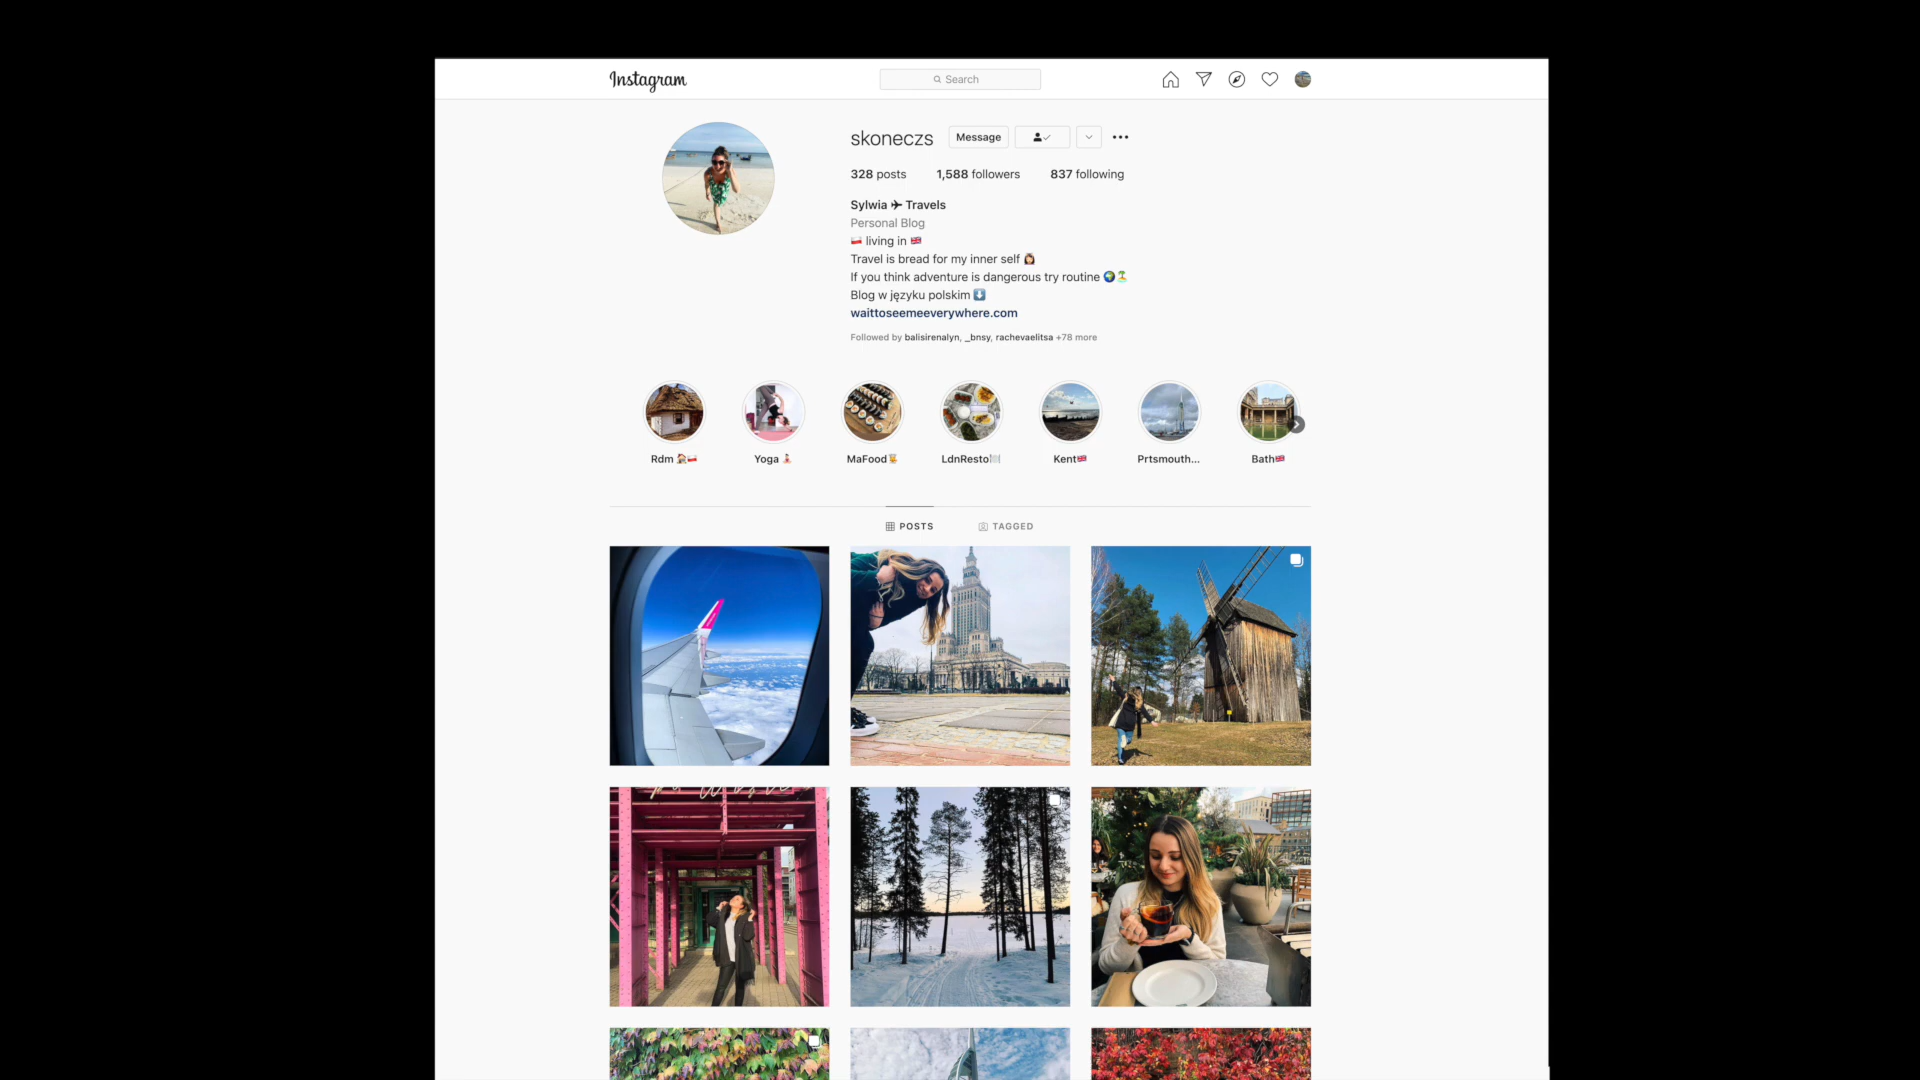 Instagram
Search
skoneczs
Message
328 posts 1,588 followers 837 following
Sylwia ✈ Travels
Personal Blog
🇵🇱 living in 🇬🇧
Travel is bread for my inner self
If you think adventure is dangerous try routine 🌍🏝
Blog w języku polskim ⬇️
waittoseemeeverywhere.com
Followed by balisirenalyn, _bnsy, rachevaelitsa +78 more
Rdm 🏠🇵🇱
Yoga
MaFood
LdnResto🍽
Kent🇬🇧
Prtsmouth...
Bath🇬🇧
POSTS
TAGGED